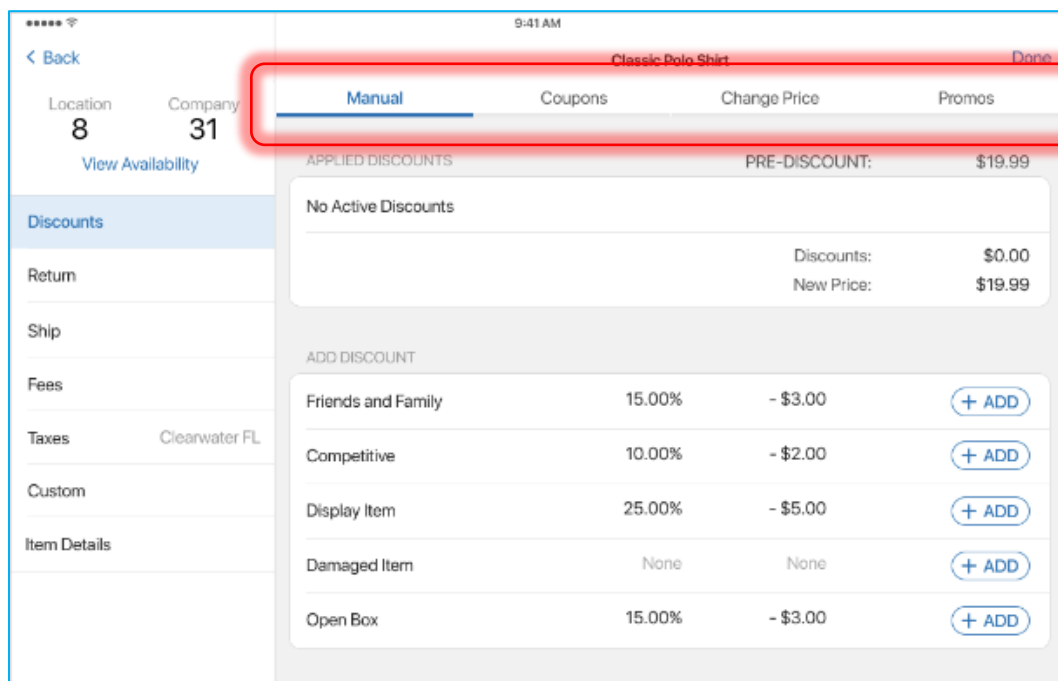 9:41 AM
< Back
Classic Polo Shirt
Done
Location Company
8 31
View Availability
Manual Coupons Change Price Promos
APPLIED DISCOUNTS PRE-DISCOUNT: $19.99
No Active Discounts
Discounts: $0.00
New Price: $19.99
Discounts
Return
Ship
Fees
Taxes Clearwater FL
Custom
Item Details
ADD DISCOUNT
Friends and Family 15.00% - $3.00 + ADD
Competitive 10.00% - $2.00 + ADD
Display Item 25.00% - $5.00 + ADD
Damaged Item None None + ADD
Open Box 15.00% - $3.00 + ADD